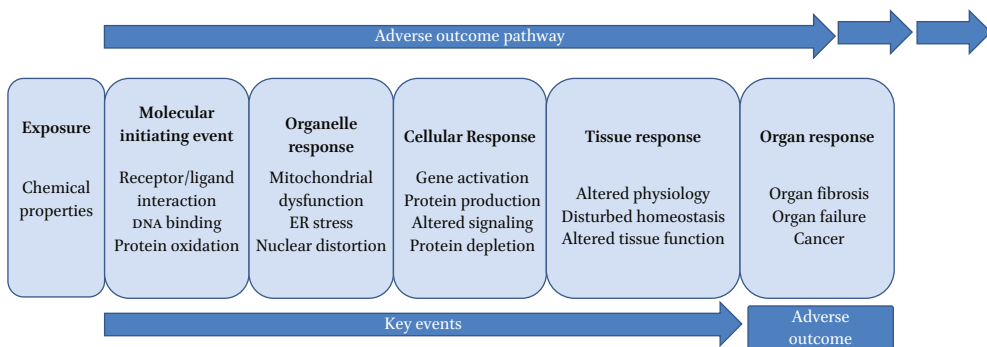 Adverse outcome pathway
Exposure
Chemical
properties
Molecular
initiating event
Receptor/ligand
interaction
DNA binding
Protein oxidation
Organelle
response
Mitochondrial
dysfunction
ER stress
Nuclear distortion
Cellular Response
Gene activation
Protein production
Altered signaling
Protein depletion
Tissue response
Altered physiology
Disturbed homeostasis
Altered tissue function
Organ response
Organ fibrosis
Organ failure
Cancer
Key events
Adverse
outcome